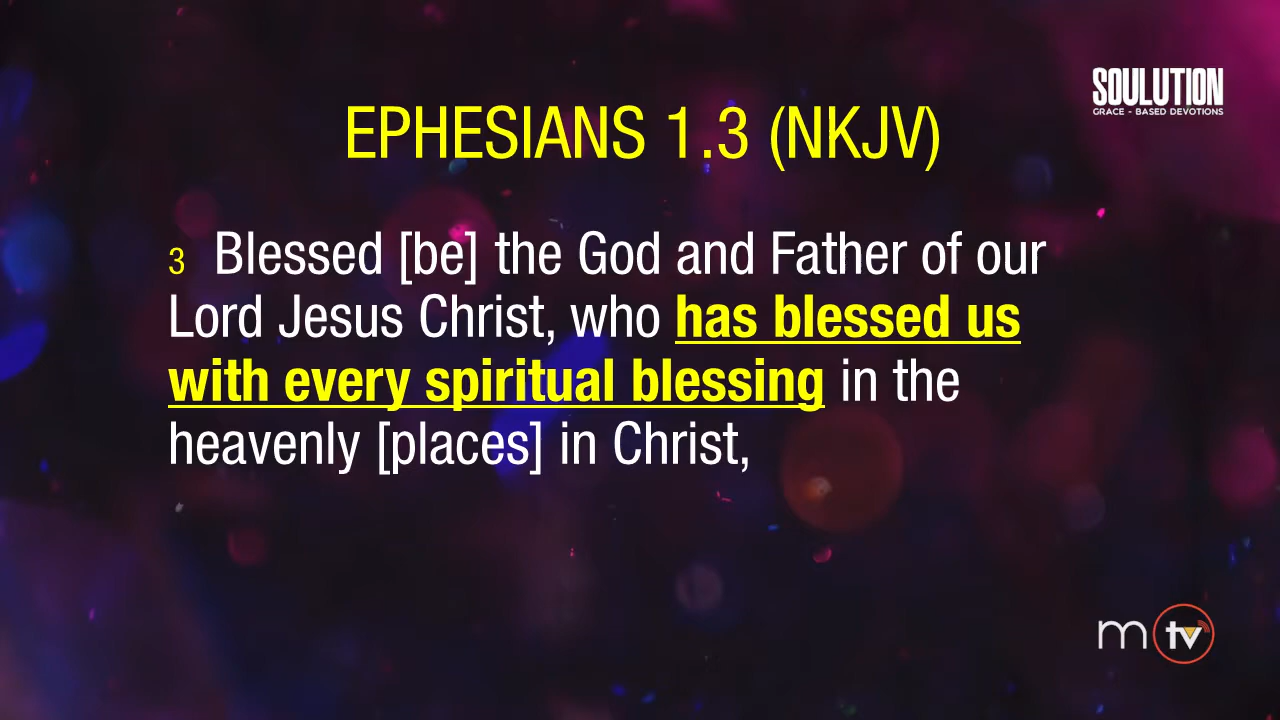 SOULUTION
GRACE - BASED DEVOTIONS
EPHESIANS 1.3 (NKJV)
3 Blessed [be] the God and Father of our
Lord Jesus Christ, who has blessed us
with every spiritual blessing in the
heavenly [places] in Christ,
m tv